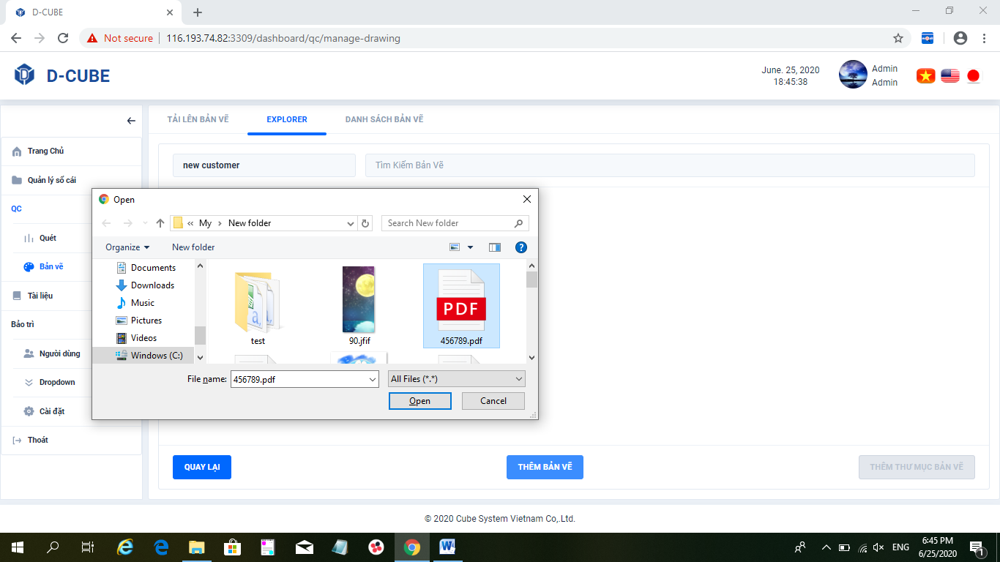 D-CUBE
Not secure
116.193.74.82:3309/dashboard/qc/manage-drawing
D-CUBE
June. 25, 2020
18:45:38
Admin
Admin
TẢI LÊN BẢN VẼ
EXPLORER
DANH SÁCH BẢN VẼ
Trang Chủ
Quản lý sổ cái
QC
Quét
Bản vẽ
Tài liệu
Bảo trì
Người dùng
Dropdown
Cài đặt
Thoát
new customer
Tìm Kiếm Bản Vẽ
Open
« My › New folder
Search New folder
Organize
New folder
?
Documents
Downloads
Music
Pictures
Videos
Windows (C:)
a,
a,
PDF
test
90.jfif
456789.pdf
File name:
456789.pdf
All Files (*.*)
Open
Cancel
QUAY LẠI
THÊM BẢN VẼ
THÊM THƯ MỤC BẢN VẼ
© 2020 Cube System Vietnam Co,.Ltd.
ENG
6:45 PM
6/25/2020
1